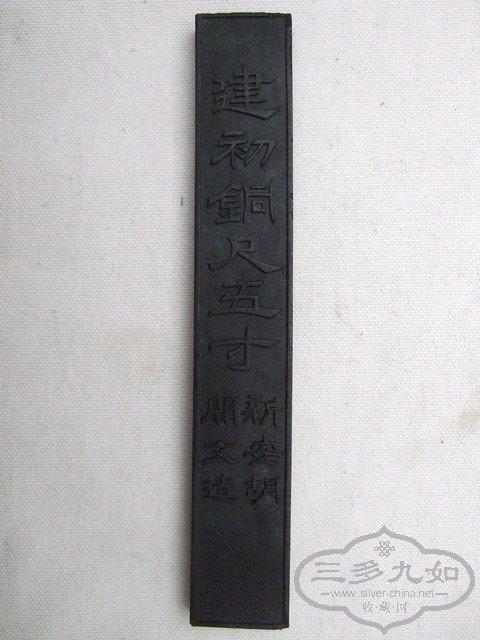 建初銅尺五寸
新安胡
開文造
三多九如
www.silver-china.net
收·藏·网